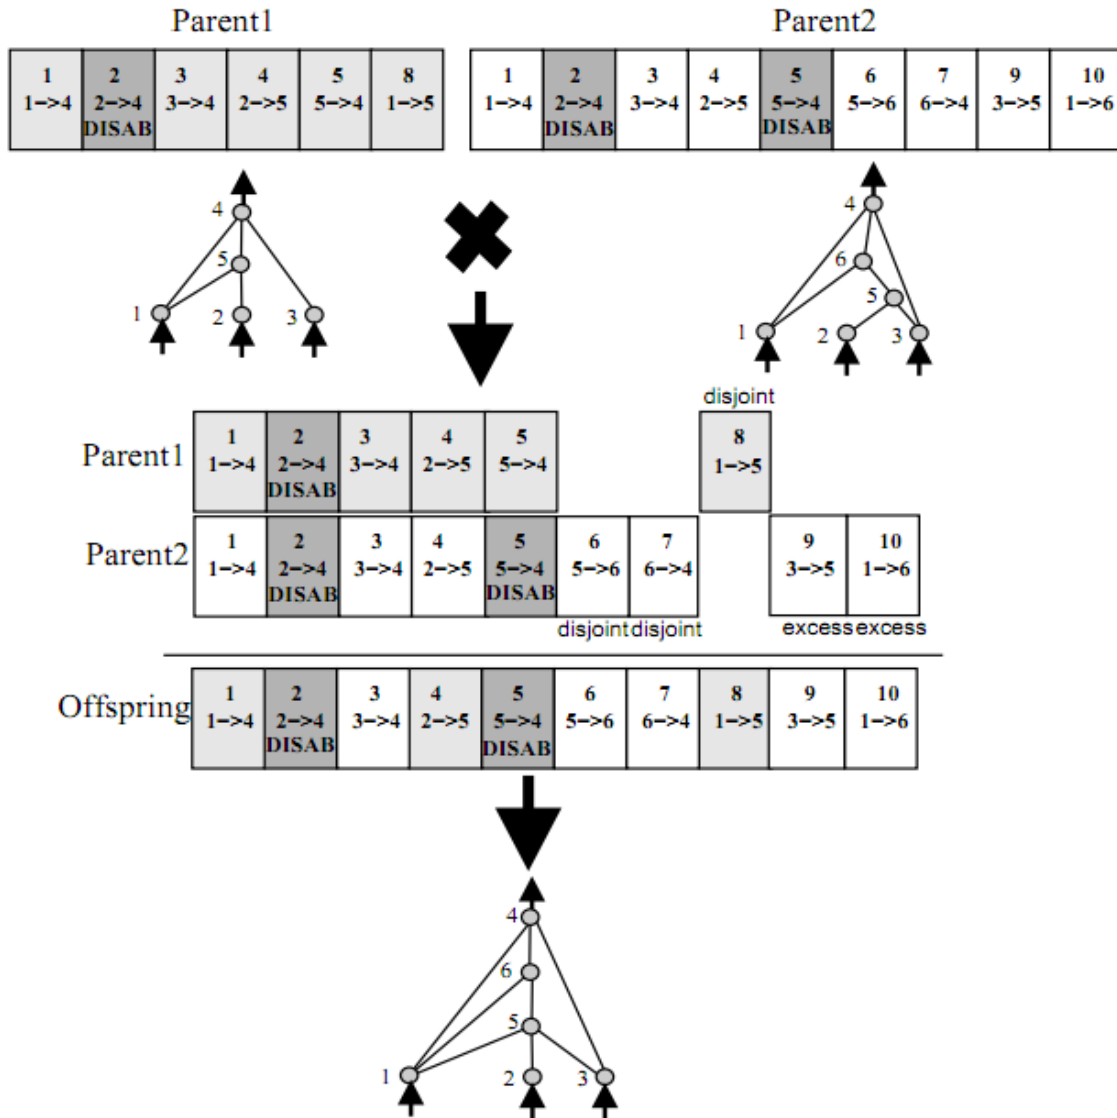 Parent1 Parent2
1 2 3 4 5 8 1 2 3 4 5 6 7 9 10
1->4 2->4 3->4 2->5 5->4 1->5 1->4 2->4 3->4 2->5 5->4 5->6 6->4 3->5 1->6
DISAB DISAB DISAB
4 4
5 6
5
1 2 3 1 2 3
disjoint
Parent1 1 2 3 4 5 8
1->4 2->4 3->4 2->5 5->4 1->5
DISAB
Parent2 1 2 3 4 5 6 7 9 10
1->4 2->4 3->4 2->5 5->4 5->6 6->4 3->5 1->6
DISAB DISAB
disjoint disjoint excess excess
Offspring 1 2 3 4 5 6 7 8 9 10
1->4 2->4 3->4 2->5 5->4 5->6 6->4 1->5 3->5 1->6
DISAB DISAB
4
6
5
1 2 3